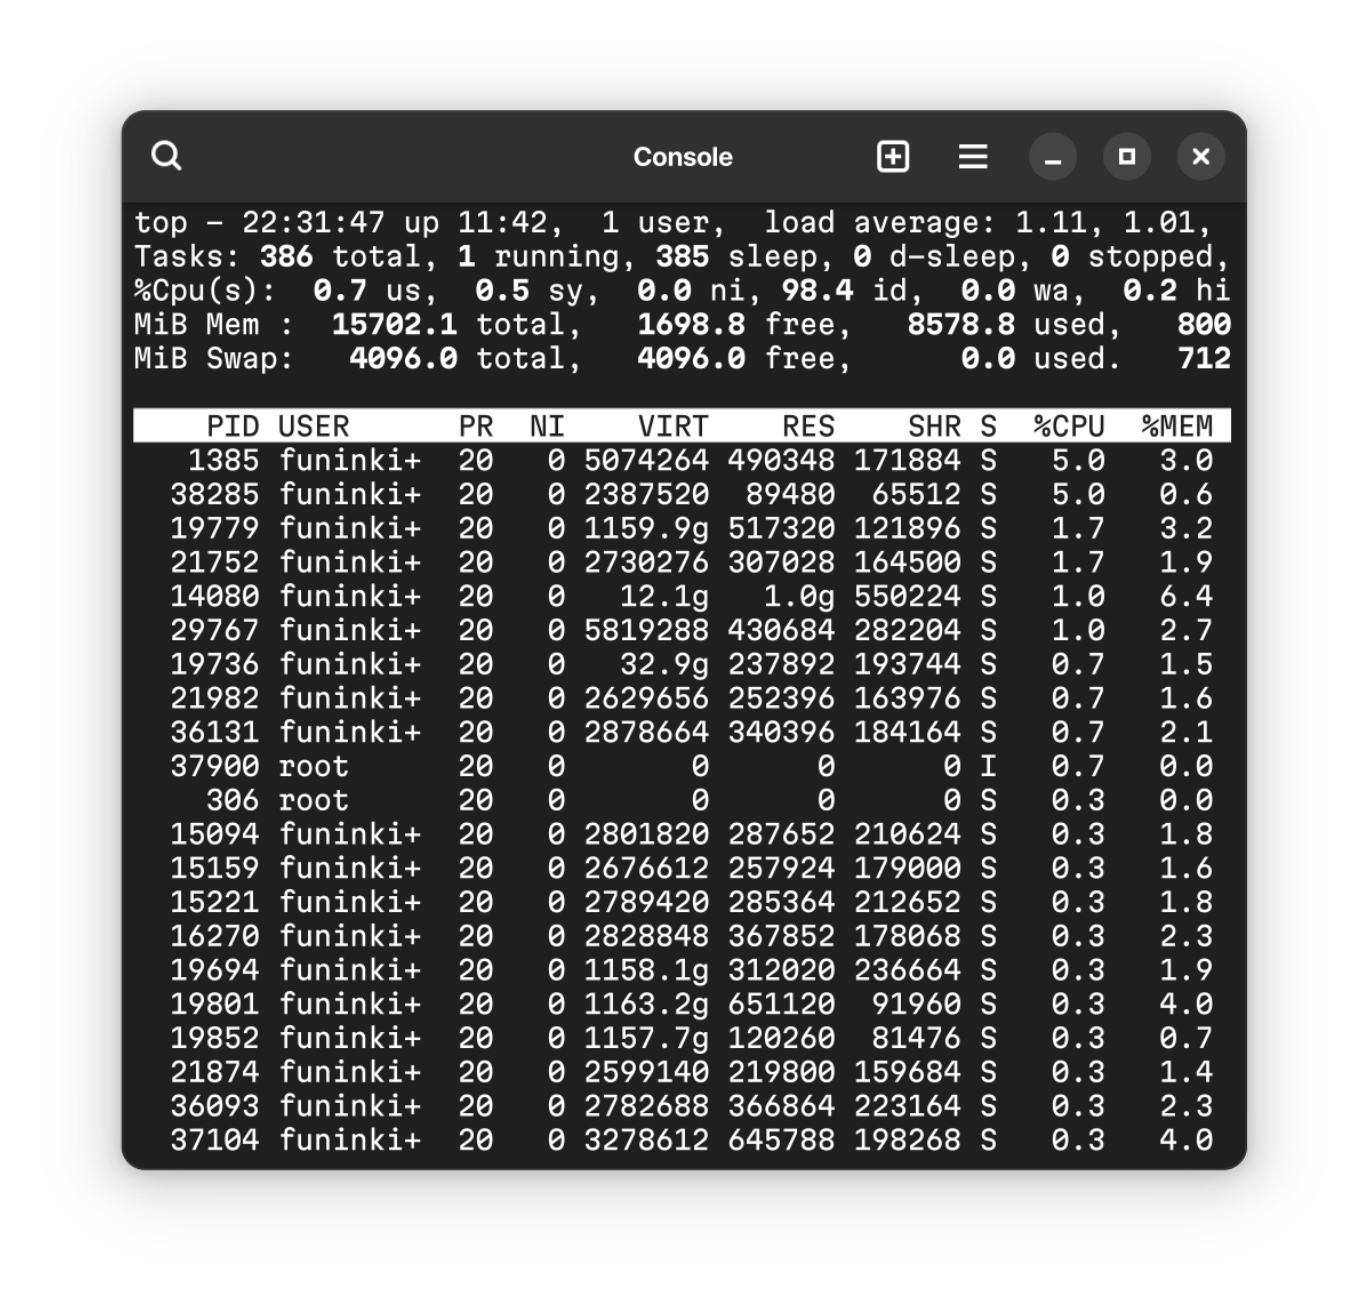 Console
top - 22:31:47 up 11:42,  1 user,  load average: 1.11, 1.01,
Tasks: 386 total, 1 running, 385 sleep, 0 d-sleep, 0 stopped,
%Cpu(s):  0.7 us,  0.5 sy,  0.0 ni, 98.4 id,  0.0 wa,  0.2 hi
MiB Mem :  15702.1 total,   1698.8 free,   8578.8 used,   800
MiB Swap:   4096.0 total,   4096.0 free,      0.0 used.   712
    PID USER      PR  NI    VIRT    RES    SHR S  %CPU  %MEM
   1385 funinki+  20   0 5074264 490348 171884 S   5.0   3.0
  38285 funinki+  20   0 2387520  89480  65512 S   5.0   0.6
  19779 funinki+  20   0 1159.9g 517320 121896 S   1.7   3.2
  21752 funinki+  20   0 2730276 307028 164500 S   1.7   1.9
  14080 funinki+  20   0   12.1g   1.0g 550224 S   1.0   6.4
  29767 funinki+  20   0 5819288 430684 282204 S   1.0   2.7
  19736 funinki+  20   0   32.9g 237892 193744 S   0.7   1.5
  21982 funinki+  20   0 2629656 252396 163976 S   0.7   1.6
  36131 funinki+  20   0 2878664 340396 184164 S   0.7   2.1
  37900 root      20   0       0      0      0 I   0.7   0.0
    306 root      20   0       0      0      0 S   0.3   0.0
  15094 funinki+  20   0 2801820 287652 210624 S   0.3   1.8
  15159 funinki+  20   0 2676612 257924 179000 S   0.3   1.6
  15221 funinki+  20   0 2789420 285364 212652 S   0.3   1.8
  16270 funinki+  20   0 2828848 367852 178068 S   0.3   2.3
  19694 funinki+  20   0 1158.1g 312020 236664 S   0.3   1.9
  19801 funinki+  20   0 1163.2g 651120  91960 S   0.3   4.0
  19852 funinki+  20   0 1157.7g 120260  81476 S   0.3   0.7
  21874 funinki+  20   0 2599140 219800 159684 S   0.3   1.4
  36093 funinki+  20   0 2782688 366864 223164 S   0.3   2.3
  37104 funinki+  20   0 3278612 645788 198268 S   0.3   4.0